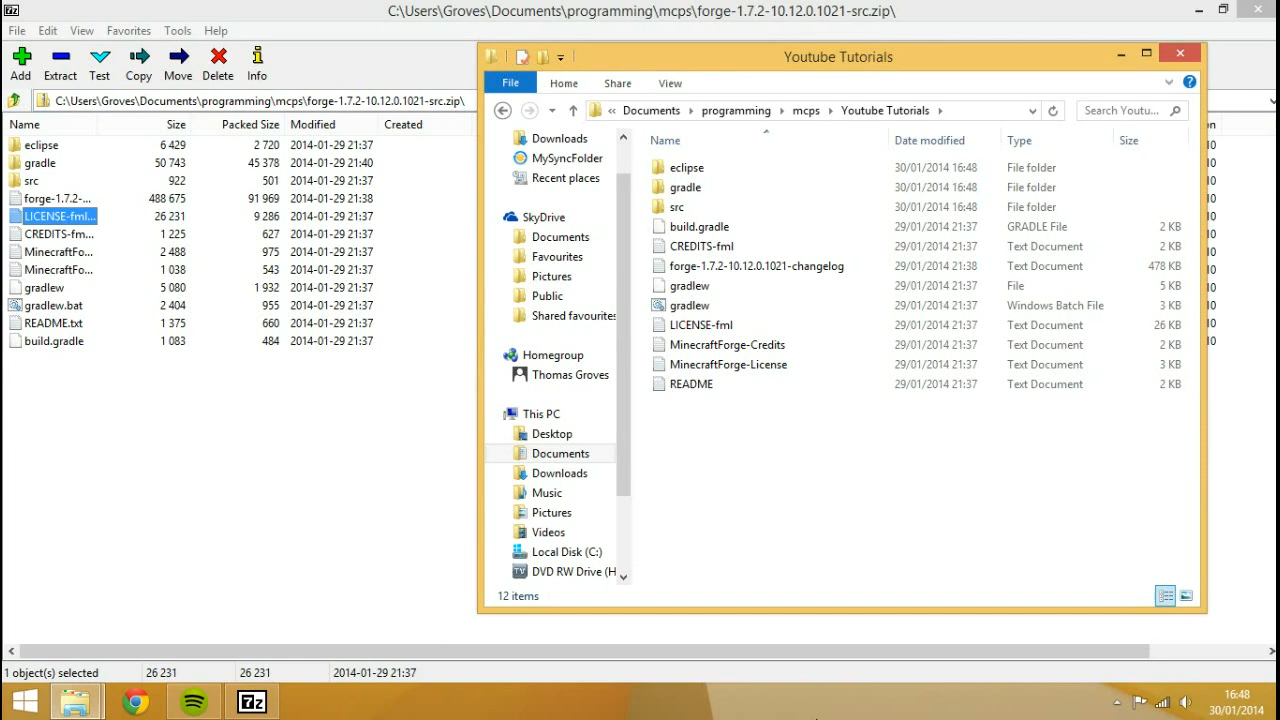 C:\Users\Groves\Documents\programming\mcps\forge-1.7.2-10.12.0.1021-src.zip\
File Edit View Favorites Tools Help
Add Extract Test Copy Move Delete Info
C:\Users\Groves\Documents\programming\mcps\forge-1.7.2-10.12.0.1021-src.zip\
Name Size Packed Size Modified Created
eclipse 6 429 2 720 2014-01-29 21:37
gradle 50 743 45 378 2014-01-29 21:40
src 922 501 2014-01-29 21:37
forge-1.7.2-... 488 675 91 969 2014-01-29 21:38
LICENSE-fml... 26 231 9 286 2014-01-29 21:37
CREDITS-fm... 1 225 627 2014-01-29 21:37
MinecraftFo... 2 488 975 2014-01-29 21:37
MinecraftFo... 1 038 543 2014-01-29 21:37
gradlew 5 080 1 932 2014-01-29 21:37
gradlew.bat 2 404 955 2014-01-29 21:37
README.txt 1 375 660 2014-01-29 21:37
build.gradle 1 083 484 2014-01-29 21:37
1 object(s) selected 26 231 26 231 2014-01-29 21:37
Youtube Tutorials
File Home Share View
« Documents programming mcps Youtube Tutorials Search Youtu...
Downloads
MySyncFolder
Recent places
SkyDrive
Documents
Favourites
Pictures
Public
Shared favourites
Homegroup
Thomas Groves
This PC
Desktop
Documents
Downloads
Music
Pictures
Videos
Local Disk (C:)
DVD RW Drive (H
Name Date modified Type Size
eclipse 30/01/2014 16:48 File folder
gradle 30/01/2014 16:48 File folder
src 30/01/2014 16:48 File folder
build.gradle 29/01/2014 21:37 GRADLE File 2 KB
CREDITS-fml 29/01/2014 21:37 Text Document 2 KB
forge-1.7.2-10.12.0.1021-changelog 29/01/2014 21:38 Text Document 478 KB
gradlew 29/01/2014 21:37 File 5 KB
gradlew 29/01/2014 21:37 Windows Batch File 3 KB
LICENSE-fml 29/01/2014 21:37 Text Document 26 KB
MinecraftForge-Credits 29/01/2014 21:37 Text Document 2 KB
MinecraftForge-License 29/01/2014 21:37 Text Document 3 KB
README 29/01/2014 21:37 Text Document 2 KB
12 items
16:48
30/01/2014